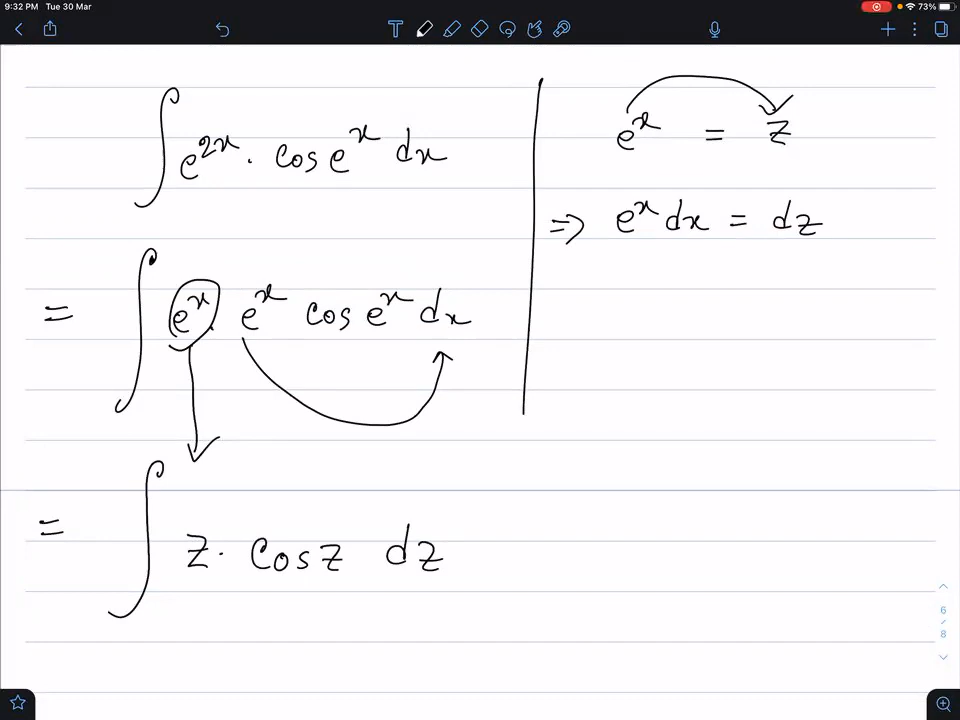 9:32 PM Tue 30 Mar 73%
∫ e^{2x} · cos e^x dx
= ∫ e^x · e^x cos e^x dx
= ∫ z · cos z dz
e^x = z
⇒ e^x dx = dz
6
/
8